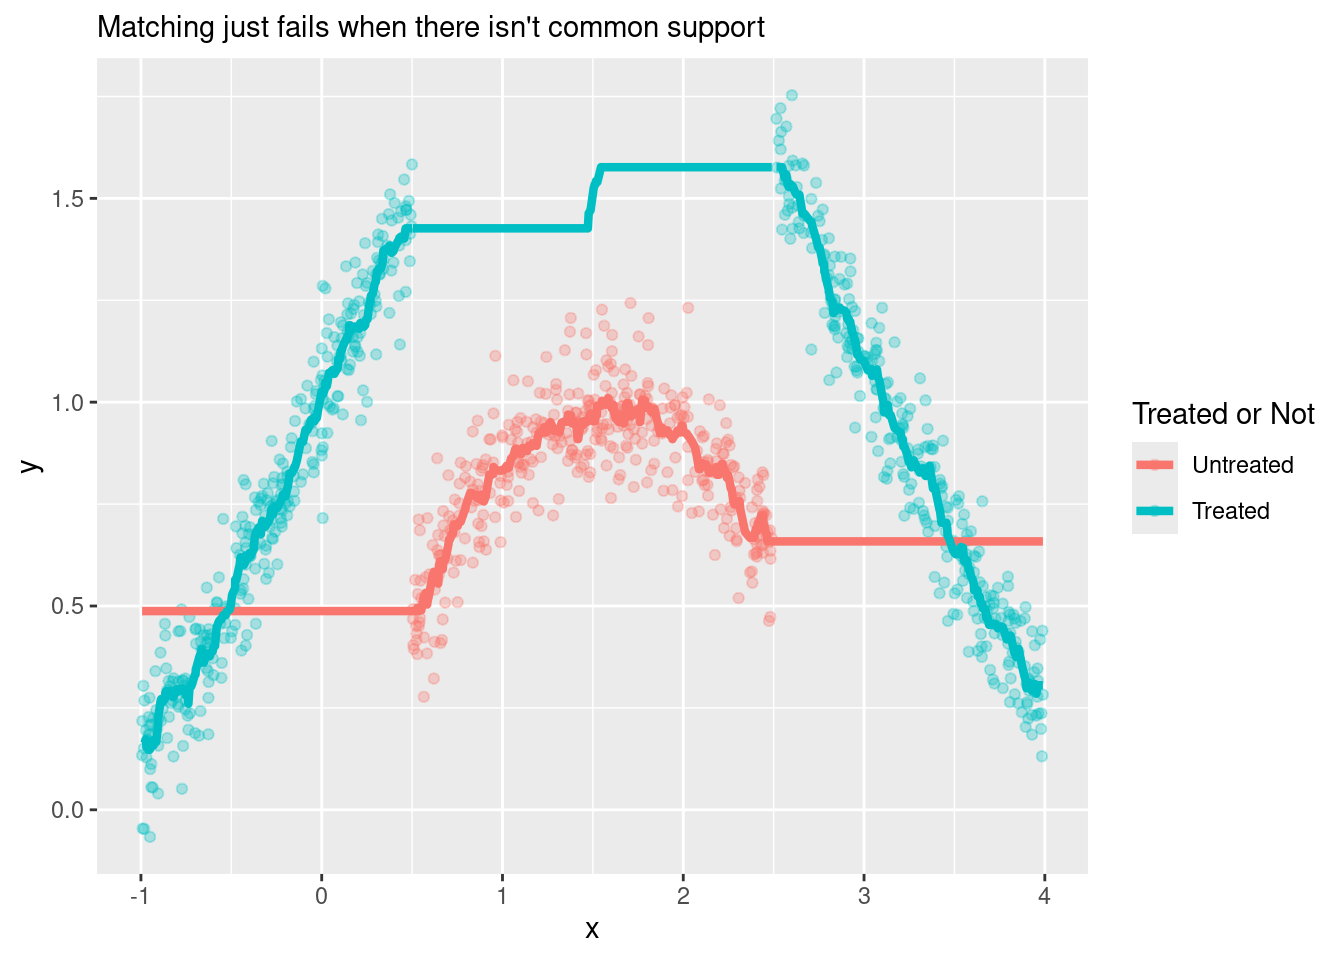 Matching just fails when there isn't common support
y
1.5
1.0
0.5
0.0
-1 0 1 2 3 4
x
Treated or Not
Untreated
Treated